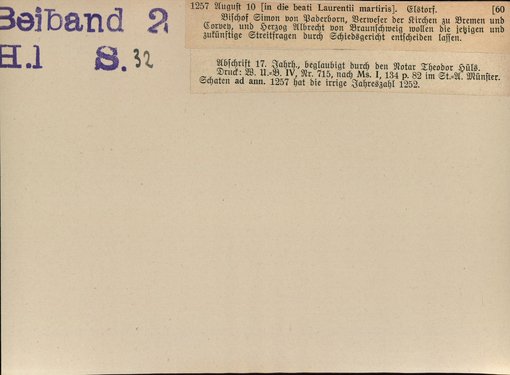 Beiband 2
H.1 S. 32
1257 August 10 [in die beati Laurentii martiris]. Elstorf. [60
Bischof Simon von Paderborn, Verweser der Kirchen zu Bremen und
Corvey, und Herzog Albrecht von Braunschweig wollen die jetzigen und
zukünftige Streitfragen durch Schiedsgericht entscheiden lassen.
Abschrift 17. Jahrh., beglaubigt durch den Notar Theodor Hüls.
Druck: W. U.-B. IV, Nr. 715, nach Ms. I, 134 p. 82 im St.-A. Münster.
Schaten ad ann. 1257 hat die irrige Jahreszahl 1252.